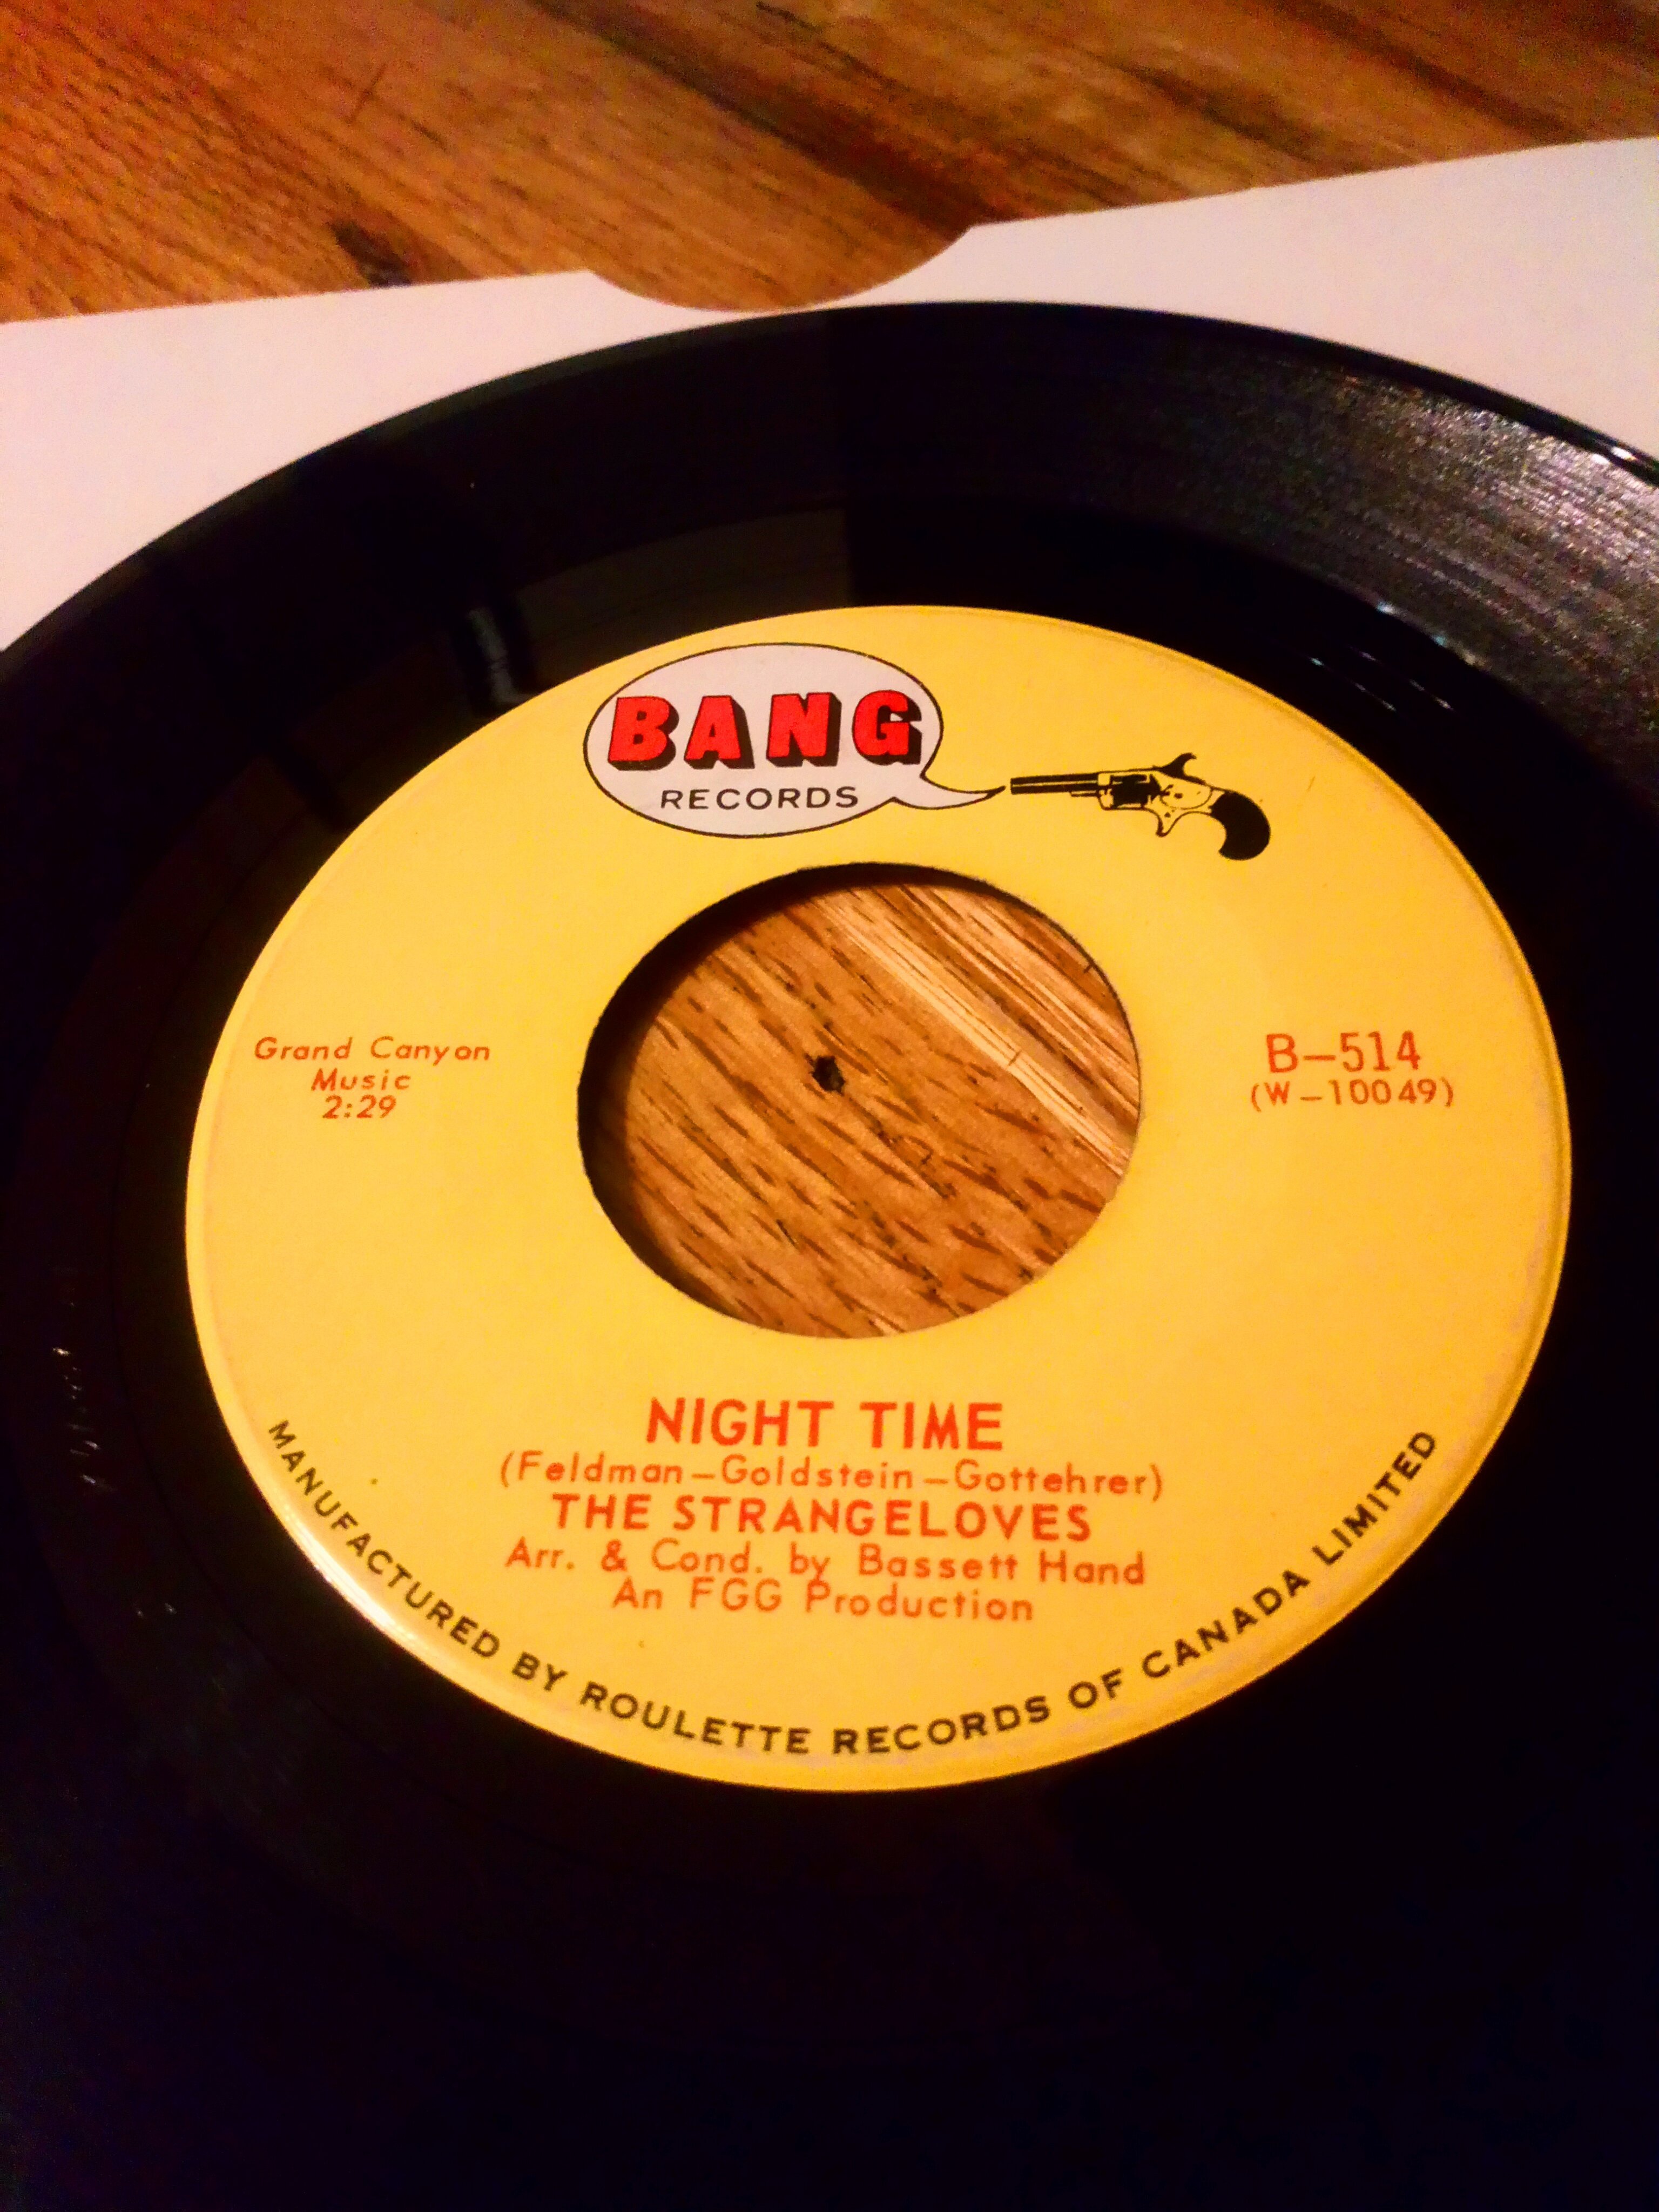 BANG
RECORDS
Grand Canyon
Music
2:29
B-514
(W-10049)
NIGHT TIME
(Feldman-Goldstein-Gottehrer)
THE STRANGELOVES
Arr. & Cond. by Bassett Hand
An FGG Production
MANUFACTURED BY ROULETTE RECORDS OF CANADA LIMITED